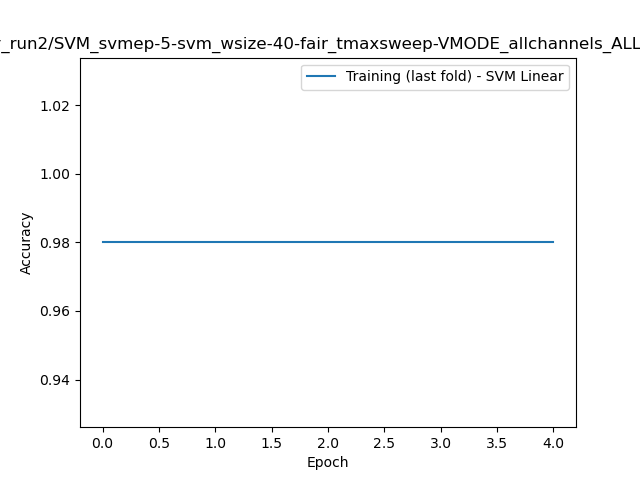 _run2/SVM_svmep-5-svm_wsize-40-fair_tmaxsweep-VMODE_allchannels_ALL
Training (last fold) - SVM Linear
Accuracy
1.02
1.00
0.98
0.96
0.94
0.0 0.5 1.0 1.5 2.0 2.5 3.0 3.5 4.0
Epoch